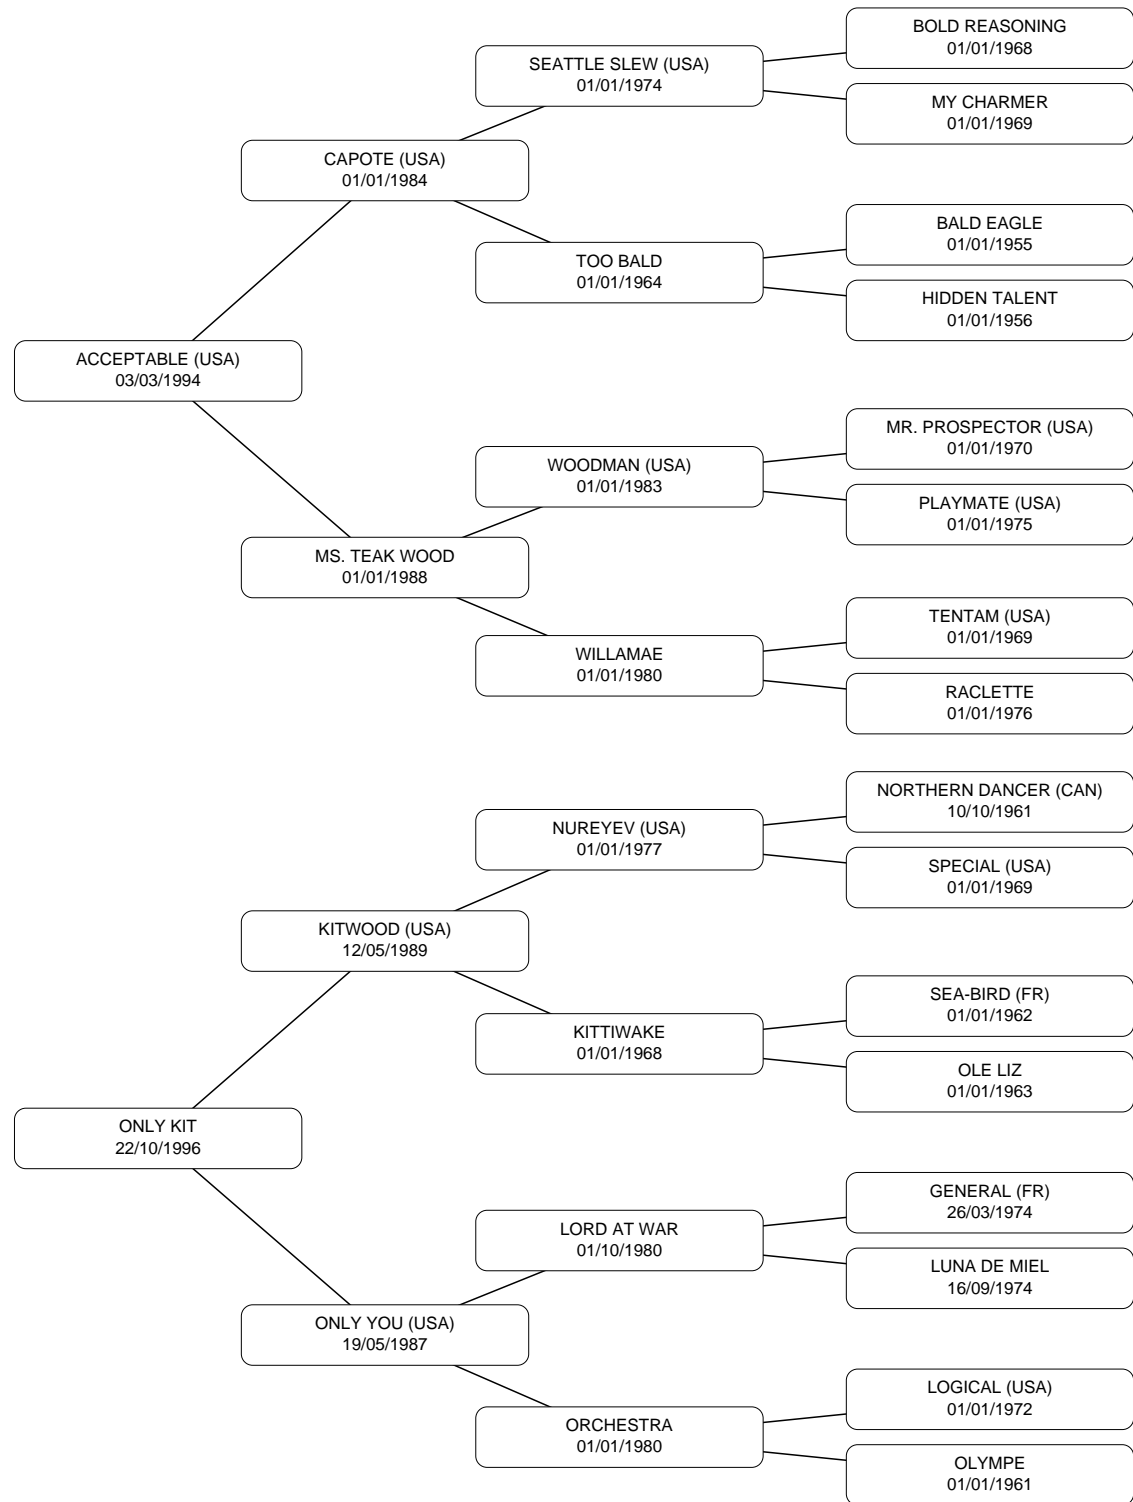 BOLD REASONING
01/01/1968
SEATTLE SLEW (USA)
01/01/1974
MY CHARMER
01/01/1969
CAPOTE (USA)
01/01/1984
BALD EAGLE
01/01/1955
TOO BALD
01/01/1964
HIDDEN TALENT
01/01/1956
ACCEPTABLE (USA)
03/03/1994
MR. PROSPECTOR (USA)
01/01/1970
WOODMAN (USA)
01/01/1983
PLAYMATE (USA)
01/01/1975
MS. TEAK WOOD
01/01/1988
TENTAM (USA)
01/01/1969
WILLAMAE
01/01/1980
RACLETTE
01/01/1976
NORTHERN DANCER (CAN)
10/10/1961
NUREYEV (USA)
01/01/1977
SPECIAL (USA)
01/01/1969
KITWOOD (USA)
12/05/1989
SEA-BIRD (FR)
01/01/1962
KITTIWAKE
01/01/1968
OLE LIZ
01/01/1963
ONLY KIT
22/10/1996
GENERAL (FR)
26/03/1974
LORD AT WAR
01/10/1980
LUNA DE MIEL
16/09/1974
ONLY YOU (USA)
19/05/1987
LOGICAL (USA)
01/01/1972
ORCHESTRA
01/01/1980
OLYMPE
01/01/1961